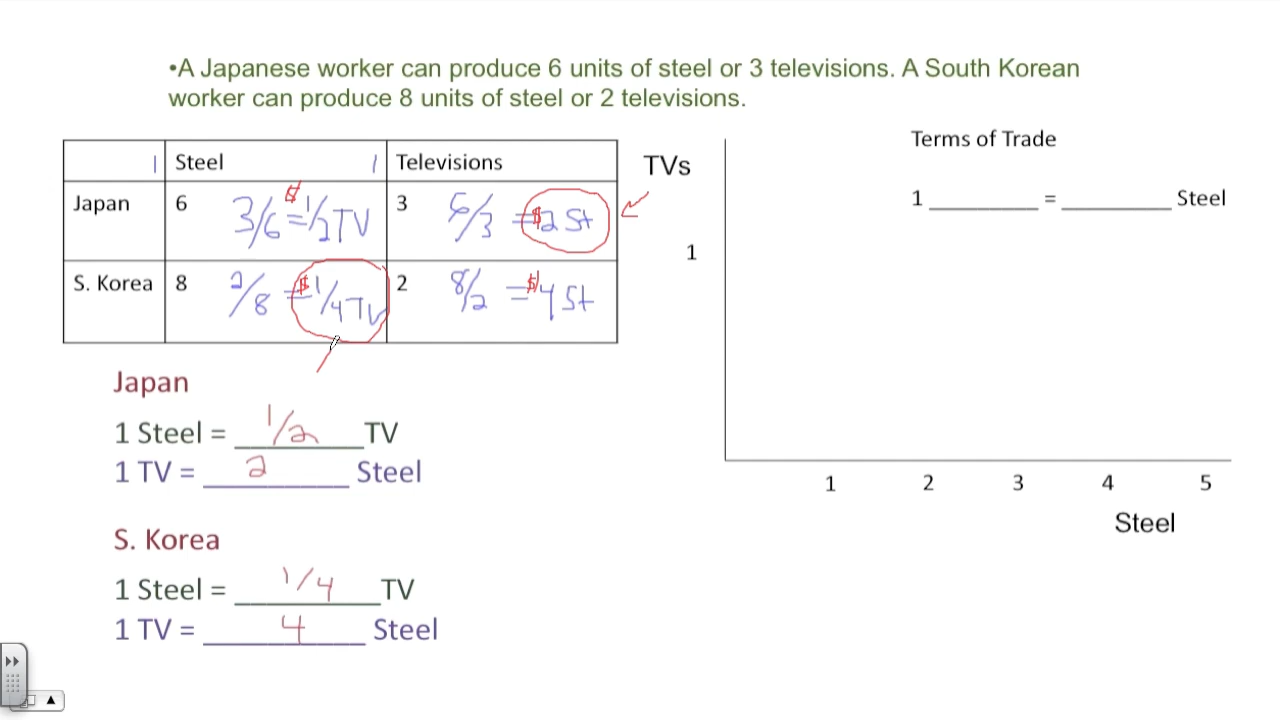 •A Japanese worker can produce 6 units of steel or 3 televisions. A South Korean
worker can produce 8 units of steel or 2 televisions.
Terms of Trade
1 Steel 1 Televisions
TVs
Japan 6 3/6 = $ 1/2 TV 3 6/3 = $2 St
1 __________ = __________ Steel
1
S. Korea 8 2/8 = $ 1/4 TV 2 8/2 = $4 St
Japan
1 Steel = 1/2 TV
1 TV = 2 Steel
1 2 3 4 5
Steel
S. Korea
1 Steel = 1/4 TV
1 TV = 4 Steel